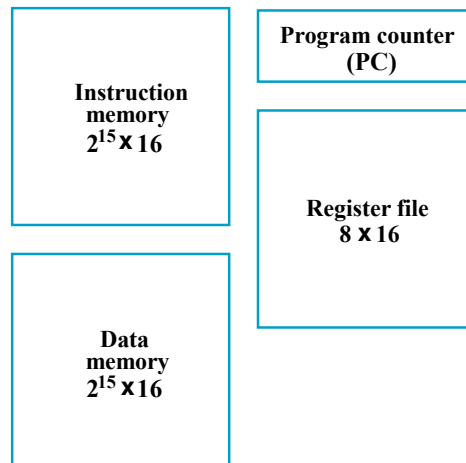 Instruction
memory
2¹⁵ x 16
Program counter
(PC)
Register file
8 x 16
Data
memory
2¹⁵ x 16